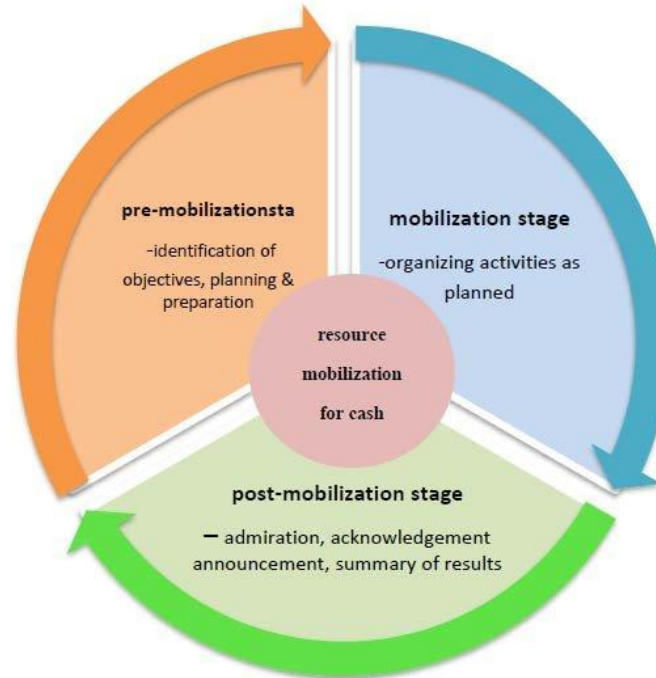 pre-mobilizationsta
-identification of
objectives, planning &
preparation
mobilization stage
-organizing activities as
planned
resource
mobilization
for cash
post-mobilization stage
– admiration, acknowledgement
announcement, summary of results